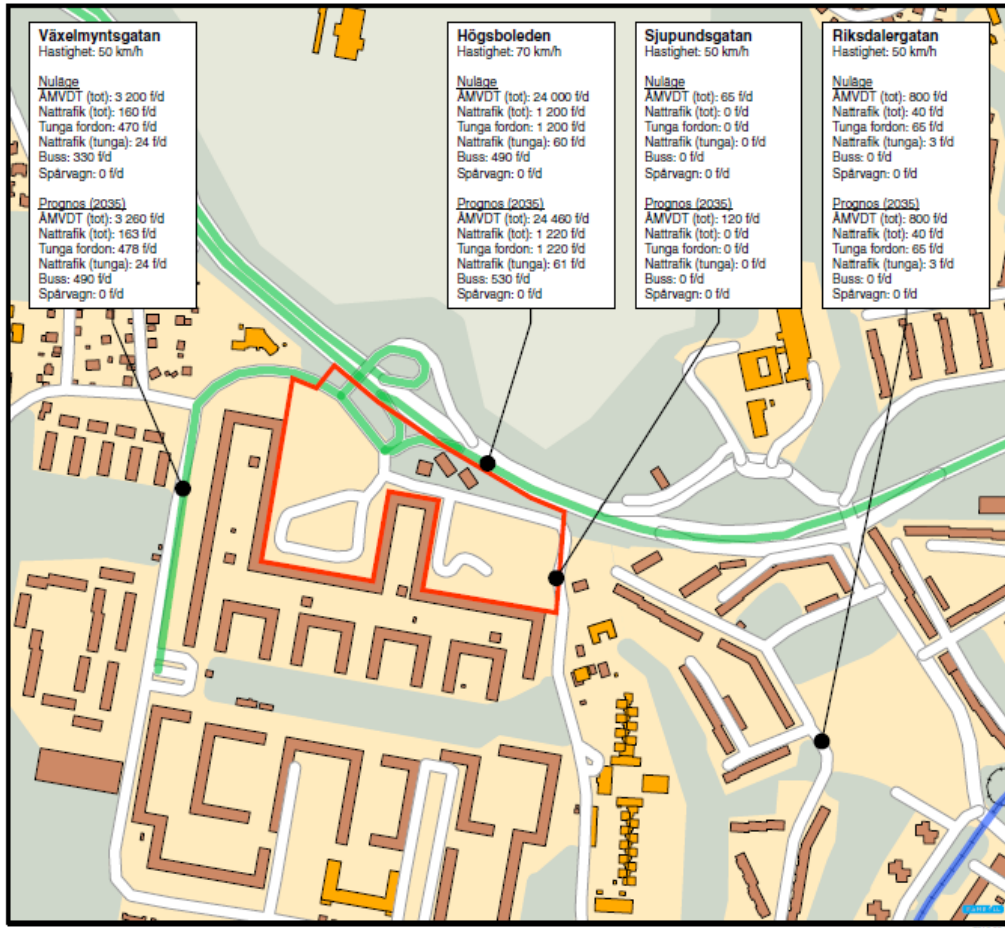 Växelmyntsgatan
Hastighet: 50 km/h
Nuläge
ÅMVDT (tot): 3 200 f/d
Nattrafik (tot): 160 f/d
Tunga fordon: 470 f/d
Nattrafik (tunga): 24 f/d
Buss: 330 f/d
Spårvagn: 0 f/d
Prognos (2035)
ÅMVDT (tot): 3 260 f/d
Nattrafik (tot): 163 f/d
Tunga fordon: 478 f/d
Nattrafik (tunga): 24 f/d
Buss: 490 f/d
Spårvagn: 0 f/d
Högsboleden
Hastighet: 70 km/h
Nuläge
ÅMVDT (tot): 24 000 f/d
Nattrafik (tot): 1 200 f/d
Tunga fordon: 1 200 f/d
Nattrafik (tunga): 60 f/d
Buss: 490 f/d
Spårvagn: 0 f/d
Prognos (2035)
ÅMVDT (tot): 24 460 f/d
Nattrafik (tot): 1 220 f/d
Tunga fordon: 1 220 f/d
Nattrafik (tunga): 61 f/d
Buss: 530 f/d
Spårvagn: 0 f/d
Sjupundsgatan
Hastighet: 50 km/h
Nuläge
ÅMVDT (tot): 65 f/d
Nattrafik (tot): 0 f/d
Tunga fordon: 0 f/d
Nattrafik (tunga): 0 f/d
Buss: 0 f/d
Spårvagn: 0 f/d
Prognos (2035)
ÅMVDT (tot): 120 f/d
Nattrafik (tot): 0 f/d
Tunga fordon: 0 f/d
Nattrafik (tunga): 0 f/d
Buss: 0 f/d
Spårvagn: 0 f/d
Riksdalergatan
Hastighet: 50 km/h
Nuläge
ÅMVDT (tot): 800 f/d
Nattrafik (tot): 40 f/d
Tunga fordon: 65 f/d
Nattrafik (tunga): 3 f/d
Buss: 0 f/d
Spårvagn: 0 f/d
Prognos (2035)
ÅMVDT (tot): 800 f/d
Nattrafik (tot): 40 f/d
Tunga fordon: 65 f/d
Nattrafik (tunga): 3 f/d
Buss: 0 f/d
Spårvagn: 0 f/d